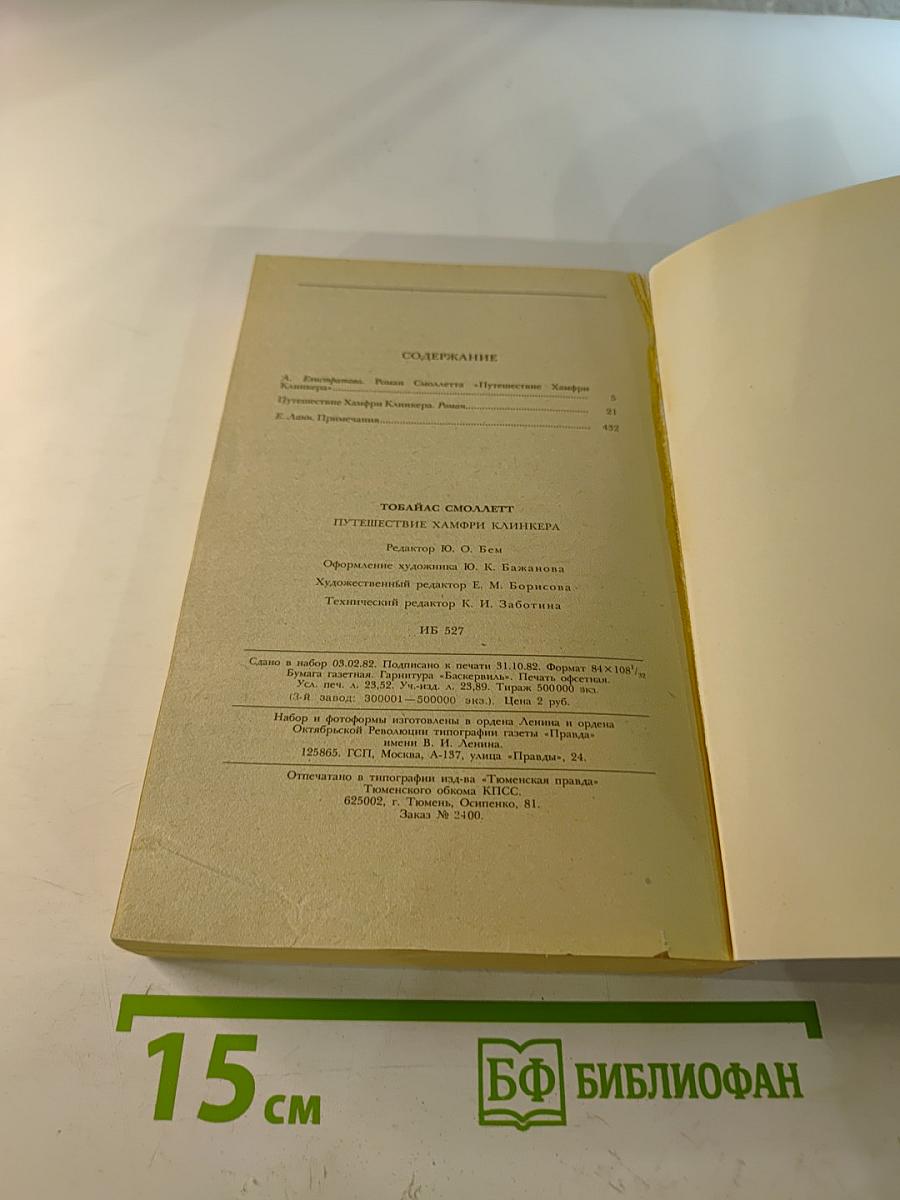 СОДЕРЖАНИЕ
А. Елистратова. Роман Смоллетта «Путешествие Хамфри
Клинкера» 5
Путешествие Хамфри Клинкера. Роман 21
Е. Ланн. Примечания 432
ТОБАЙАС СМОЛЛЕТТ
ПУТЕШЕСТВИЕ ХАМФРИ КЛИНКЕРА
Редактор Ю. О. Бем
Оформление художника Ю. К. Бажанова
Художественный редактор Е. М. Борисова
Технический редактор К. И. Заботина
ИБ 527
Сдано в набор 03.02.82. Подписано к печати 31.10.82. Формат 84×108¹/₃₂
Бумага газетная. Гарнитура «Баскервиль». Печать офсетная.
Усл. печ. л. 23,52. Уч.-изд. л. 23,89. Тираж 500 000 экз.
(3-й завод: 300001—500000 экз.). Цена 2 руб.
Набор и фотоформы изготовлены в ордена Ленина и ордена
Октябрьской Революции типографии газеты «Правда»
имени В. И. Ленина.
125865. ГСП, Москва, А-137, улица «Правды», 24.
Отпечатано в типографии изд-ва «Тюменская правда»
Тюменского обкома КПСС.
625002, г. Тюмень, Осипенко, 81.
Заказ № 2400.
15 см
БФ БИБЛИОФАН